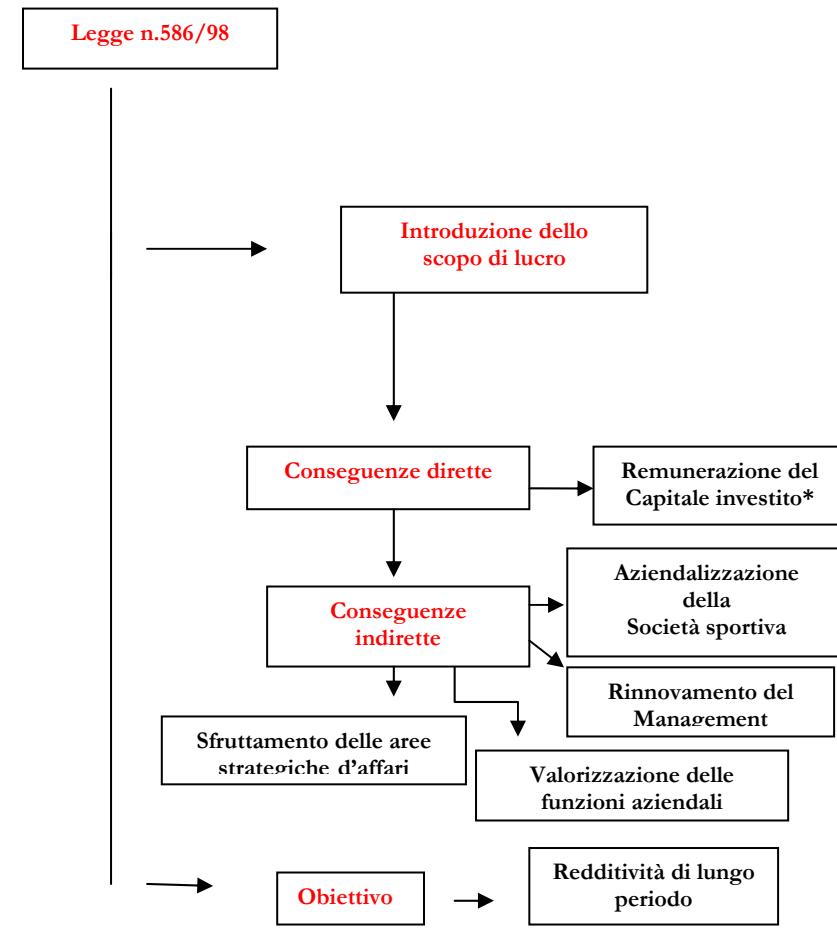 Legge n.586/98
Introduzione dello
scopo di lucro
Conseguenze dirette
Remunerazione del
Capitale investito*
Conseguenze
indirette
Aziendalizzazione
della
Società sportiva
Rinnovamento del
Management
Sfruttamento delle aree
strategiche d’affari
Valorizzazione delle
funzioni aziendali
Obiettivo
Redditività di lungo
periodo